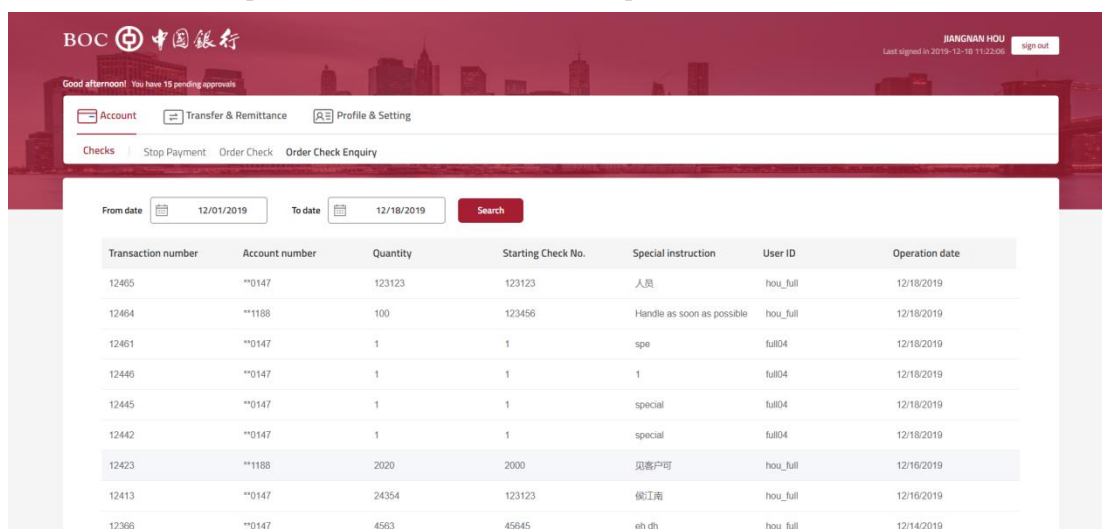 BOC 中国银行
JIANGNAN HOU
Last signed in 2019-12-18 11:22:06
sign out
Good afternoon! You have 15 pending approvals
Account Transfer & Remittance Profile & Setting
Checks Stop Payment Order Check Order Check Enquiry
From date 12/01/2019 To date 12/18/2019 Search
Transaction number Account number Quantity Starting Check No. Special instruction User ID Operation date
12465 **0147 123123 123123 人员 hou_full 12/18/2019
12464 **1188 100 123456 Handle as soon as possible hou_full 12/18/2019
12461 **0147 1 1 spe full04 12/18/2019
12446 **0147 1 1 1 full04 12/18/2019
12445 **0147 1 1 special full04 12/18/2019
12442 **0147 1 1 special full04 12/18/2019
12423 **1188 2020 2000 见客户可 hou_full 12/16/2019
12413 **0147 24354 123123 侯江南 hou_full 12/16/2019
12366 **0147 4563 45645 eh dh hou_full 12/14/2019